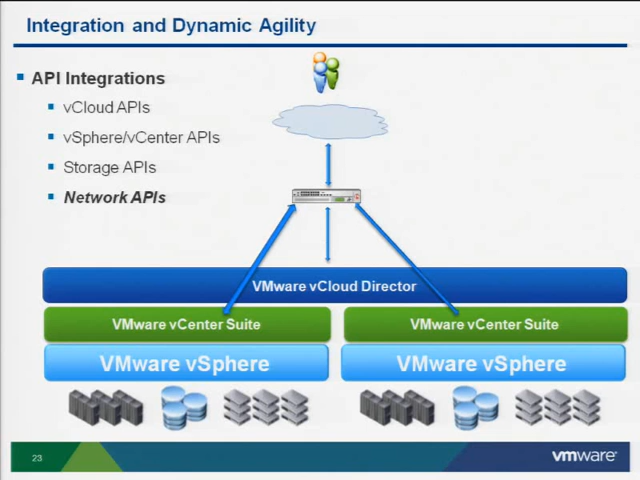 Integration and Dynamic Agility
API Integrations
vCloud APIs
vSphere/vCenter APIs
Storage APIs
Network APIs
VMware vCloud Director
VMware vCenter Suite
VMware vCenter Suite
VMware vSphere
VMware vSphere
23
vmware